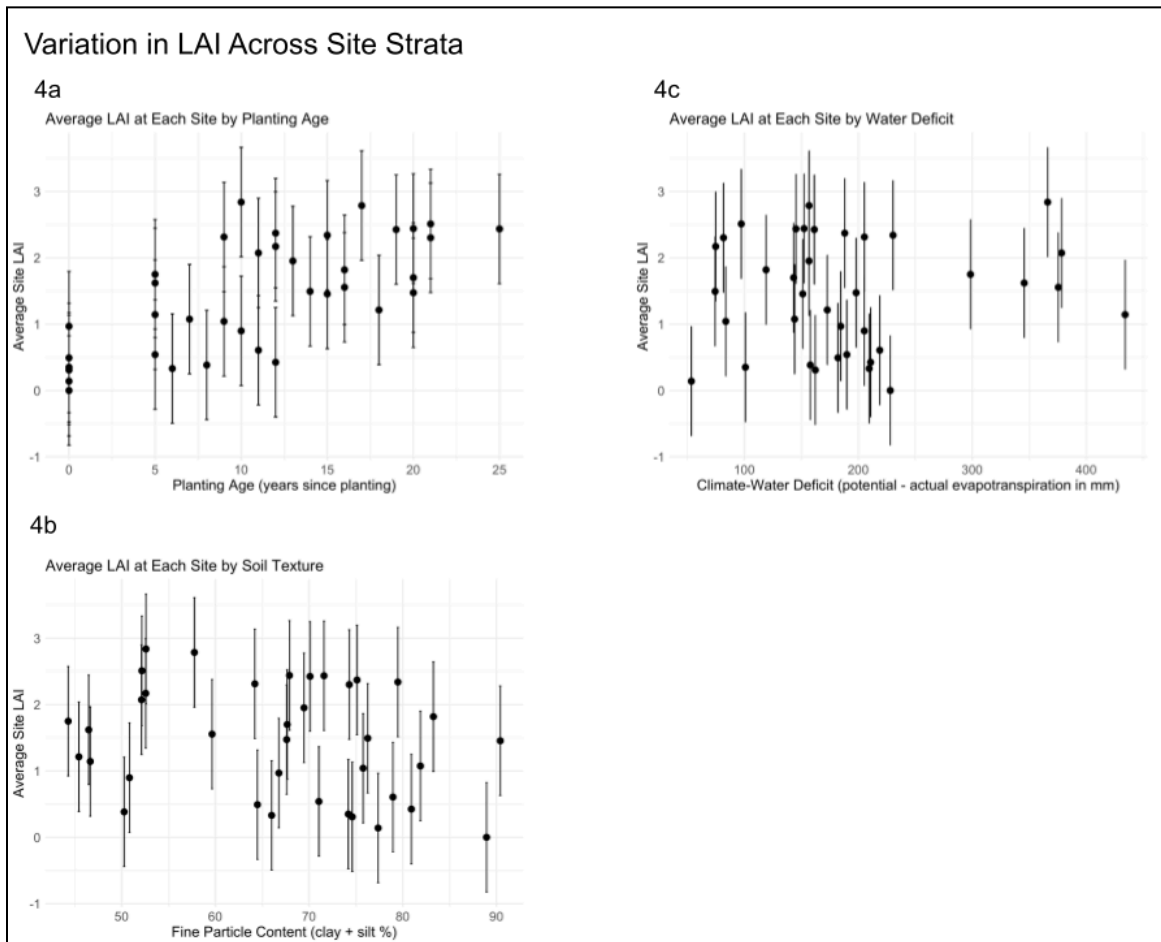 Variation in LAI Across Site Strata
4a
Average LAI at Each Site by Planting Age
3
2
1
0
-1
Average Site LAI
0 5 10 15 20 25
Planting Age (years since planting)
4c
Average LAI at Each Site by Water Deficit
3
2
1
0
-1
Average Site LAI
100 200 300 400
Climate-Water Deficit (potential - actual evapotranspiration in mm)
4b
Average LAI at Each Site by Soil Texture
3
2
1
0
-1
Average Site LAI
50 60 70 80 90
Fine Particle Content (clay + silt %)